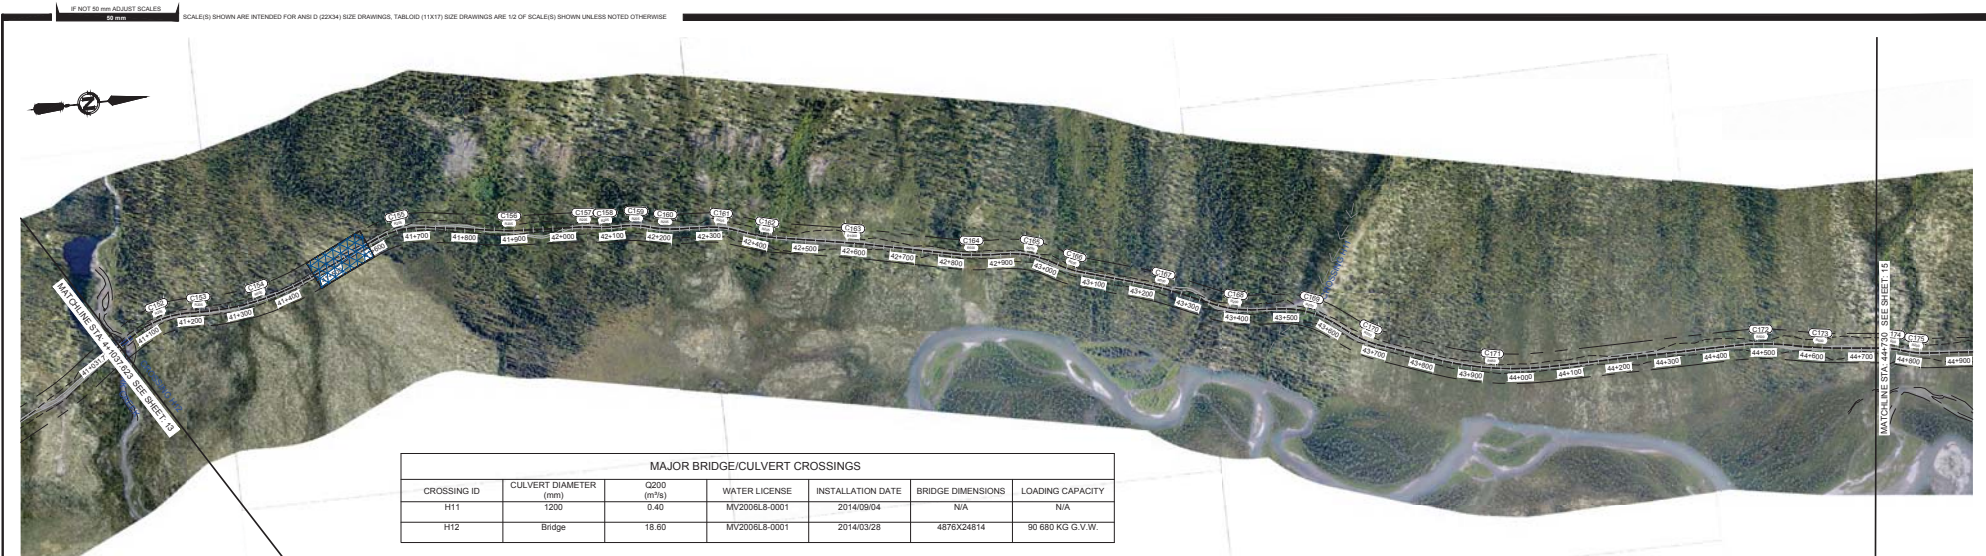 IF NOT 50 mm ADJUST SCALES
50 mm
SCALE(S) SHOWN ARE INTENDED FOR ANSI D (22X34) SIZE DRAWINGS, TABLOID (11X17) SIZE DRAWINGS ARE 1/2 OF SCALE(S) SHOWN UNLESS NOTED OTHERWISE
N
C152 C153 C154 C155 C156 C157 C158 C159 C160 C161 C162 C163 C164 C165 C166 C167 C168 C169 C170 C171 C172 C173 C175
41+100 41+200 41+300 41+400 41+700 41+800 41+900 42+000 42+100 42+200 42+300 42+400 42+500 42+600 42+700 42+800 42+900 43+000 43+100 43+200 43+300 43+400 43+500 43+600 43+700 43+800 43+900 44+000 44+100 44+200 44+300 44+400 44+500 44+600 44+700 44+800 44+900
MATCHLINE STA: 4+1037.623 SEE SHEET: 13
MATCHLINE STA: 44+730 SEE SHEET: 15
MAJOR BRIDGE/CULVERT CROSSINGS
CROSSING ID CULVERT DIAMETER (mm) Q200 (m³/s) WATER LICENSE INSTALLATION DATE BRIDGE DIMENSIONS LOADING CAPACITY
H11 1200 0.40 MV2006L8-0001 2014/09/04 N/A N/A
H12 Bridge 18.60 MV2006L8-0001 2014/03/28 4876X24814 90 680 KG G.V.W.